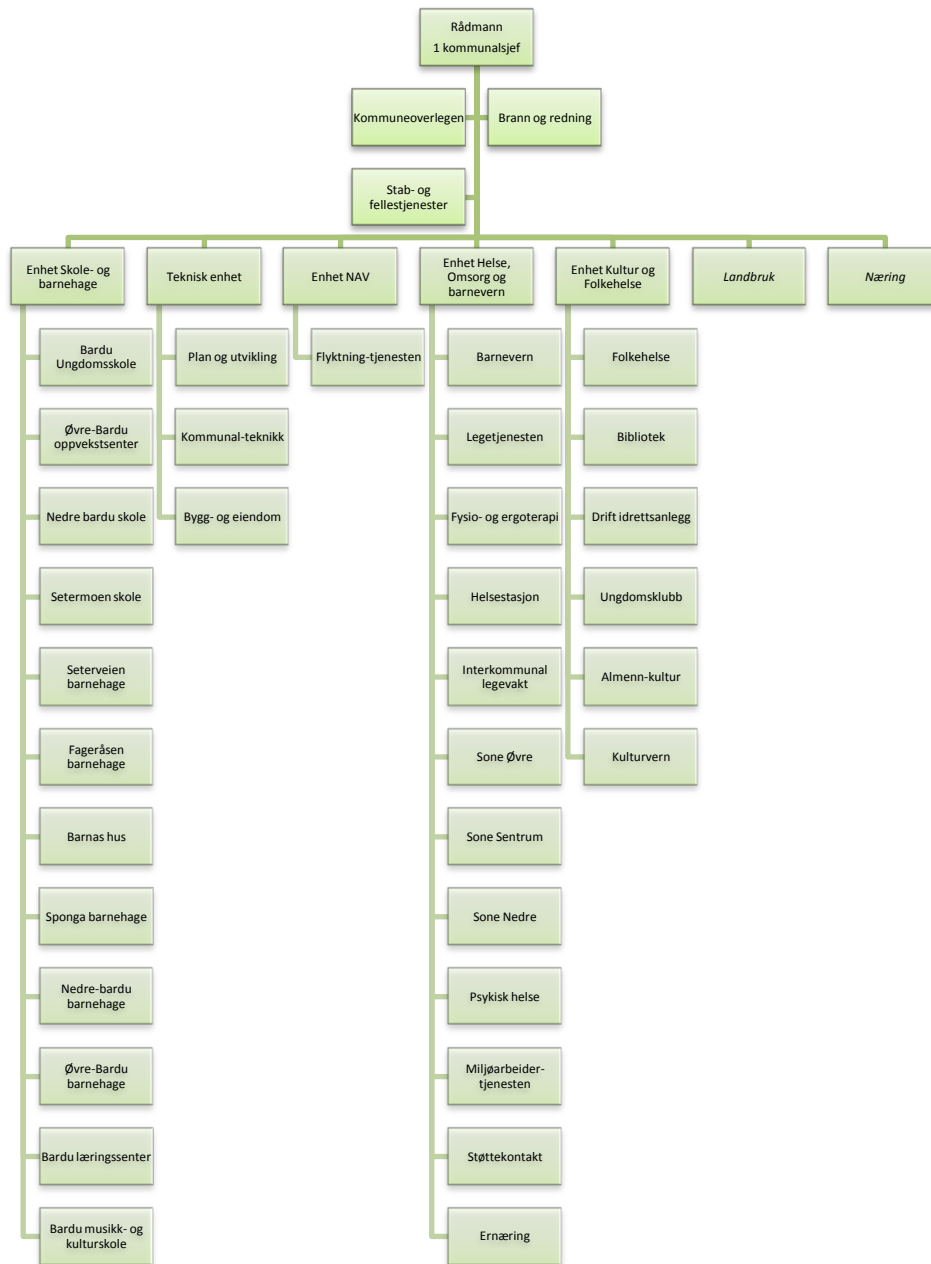 Rådmann
1 kommunalsjef
Kommuneoverlegen
Brann og redning
Stab- og
fellestjenester
Enhet Skole- og
barnehage
Teknisk enhet
Enhet NAV
Enhet Helse,
Omsorg og
barnevern
Enhet Kultur og
Folkehelse
Landbruk
Næring
Bardu
Ungdomsskole
Øvre-Bardu
oppvekstsenter
Nedre bardu skole
Setermoen skole
Seterveien
barnehage
Fageråsen
barnehage
Barnas hus
Sponga barnehage
Nedre-bardu
barnehage
Øvre-Bardu
barnehage
Bardu læringssenter
Bardu musikk- og
kulturskole
Plan og utvikling
Kommunal-teknikk
Bygg- og eiendom
Flyktning-tjenesten
Barnevern
Legetjenesten
Fysio- og ergoterapi
Helsestasjon
Interkommunal
legevakt
Sone Øvre
Sone Sentrum
Sone Nedre
Psykisk helse
Miljøarbeider-
tjenesten
Støttekontakt
Ernæring
Folkehelse
Bibliotek
Drift idrettsanlegg
Ungdomsklubb
Almenn-kultur
Kulturvern